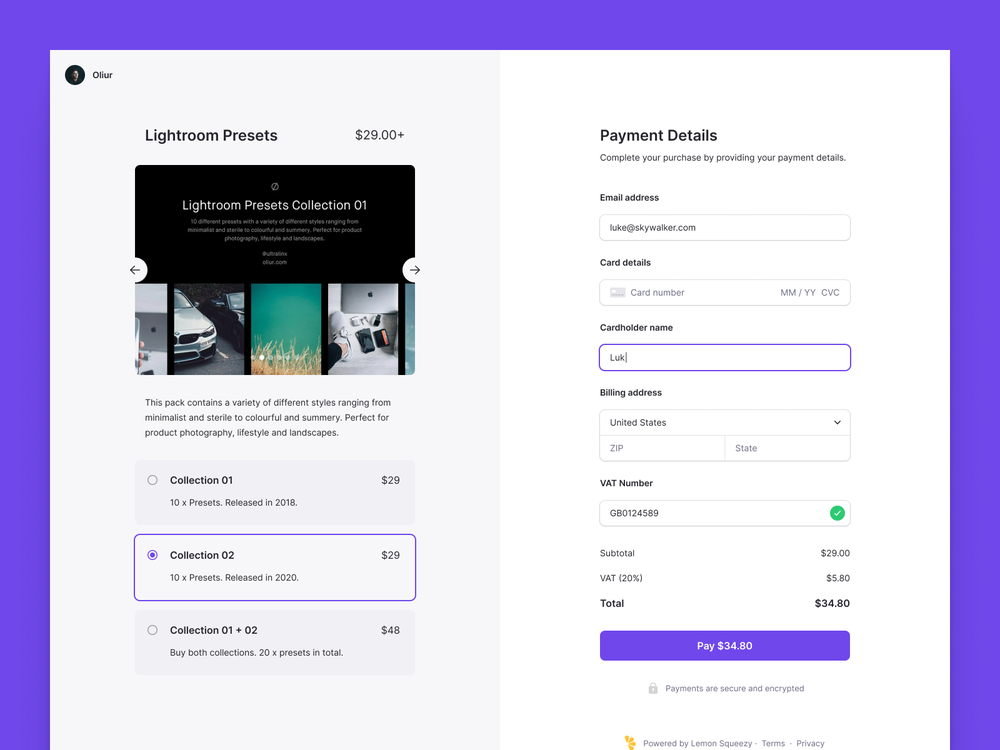 Oliur
Lightroom Presets
$29.00+
Lightroom Presets Collection 01
10 different presets with a variety of different styles ranging from
minimalist and sterile to colourful and summery. Perfect for product
photography, lifestyle and landscapes.
@ultralinx
oliur.com
This pack contains a variety of different styles ranging from
minimalist and sterile to colourful and summery. Perfect for
product photography, lifestyle and landscapes.
Collection 01
$29
10 x Presets. Released in 2018.
Collection 02
$29
10 x Presets. Released in 2020.
Collection 01 + 02
$48
Buy both collections. 20 x presets in total.
Payment Details
Complete your purchase by providing your payment details.
Email address
luke@skywalker.com
Card details
Card number
MM / YY CVC
Cardholder name
Luk
Billing address
United States
ZIP
State
VAT Number
GB0124589
Subtotal
$29.00
VAT (20%)
$5.80
Total
$34.80
Pay $34.80
Payments are secure and encrypted
Powered by Lemon Squeezy · Terms · Privacy